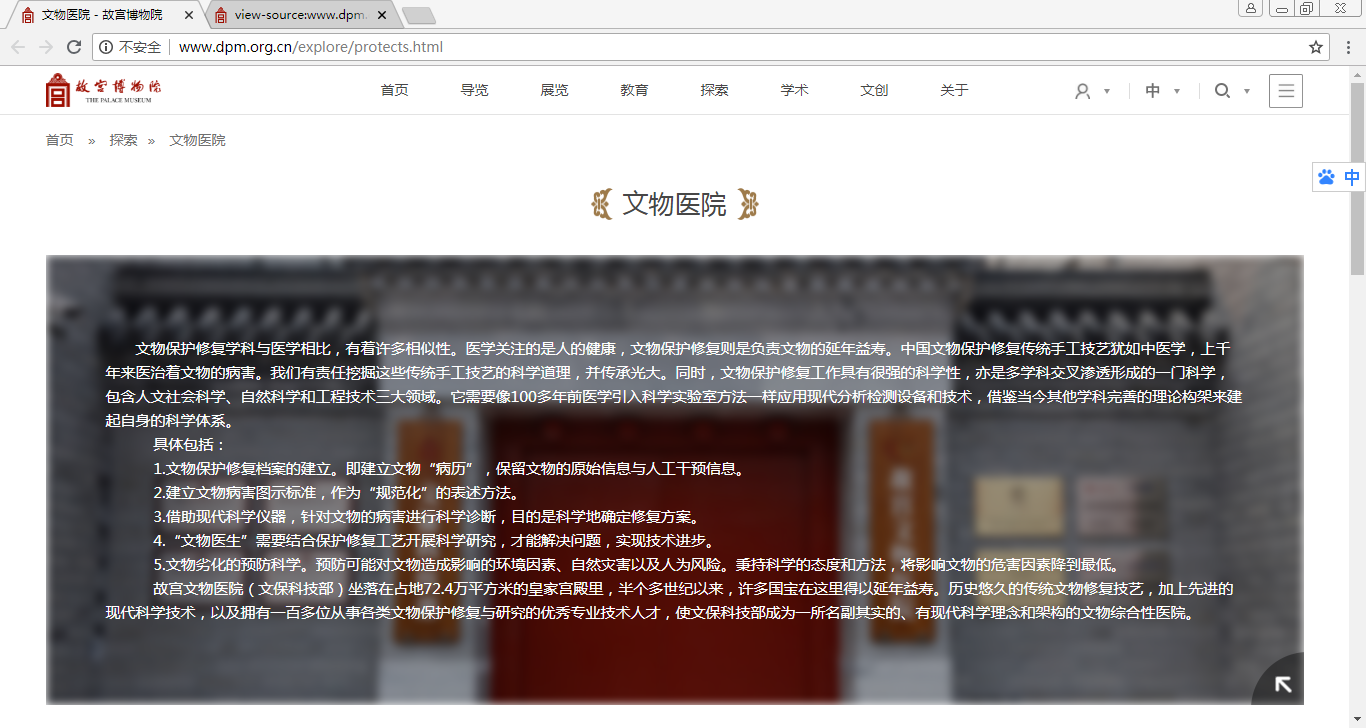 文物医院 - 故宫博物院
view-source:www.dpm.
不安全
www.dpm.org.cn/explore/protects.html
故宫博物院
THE PALACE MUSEUM
首页 导览 展览 教育 探索 学术 文创 关于
中
首页 » 探索 » 文物医院
中
文物医院
文物保护修复学科与医学相比，有着许多相似性。医学关注的是人的健康，文物保护修复则是负责文物的延年益寿。中国文物保护修复传统手工技艺犹如中医学，上千
年来医治着文物的病害。我们有责任挖掘这些传统手工技艺的科学道理，并传承光大。同时，文物保护修复工作具有很强的科学性，亦是多学科交叉渗透形成的一门科学，
包含人文社会科学、自然科学和工程技术三大领域。它需要像100多年前医学引入科学实验室方法一样应用现代分析检测设备和技术，借鉴当今其他学科完善的理论构架来建
起自身的科学体系。
具体包括：
1.文物保护修复档案的建立。即建立文物“病历”，保留文物的原始信息与人工干预信息。
2.建立文物病害图示标准，作为“规范化”的表述方法。
3.借助现代科学仪器，针对文物的病害进行科学诊断，目的是科学地确定修复方案。
4.“文物医生”需要结合保护修复工艺开展科学研究，才能解决问题，实现技术进步。
5.文物劣化的预防科学。预防可能对文物造成影响的环境因素、自然灾害以及人为风险。秉持科学的态度和方法，将影响文物的危害因素降到最低。
故宫文物医院（文保科技部）坐落在占地72.4万平方米的皇家宫殿里，半个多世纪以来，许多国宝在这里得以延年益寿。历史悠久的传统文物修复技艺，加上先进的
现代科学技术，以及拥有一百多位从事各类文物保护修复与研究的优秀专业技术人才，使文保科技部成为一所名副其实的、有现代科学理念和架构的文物综合性医院。